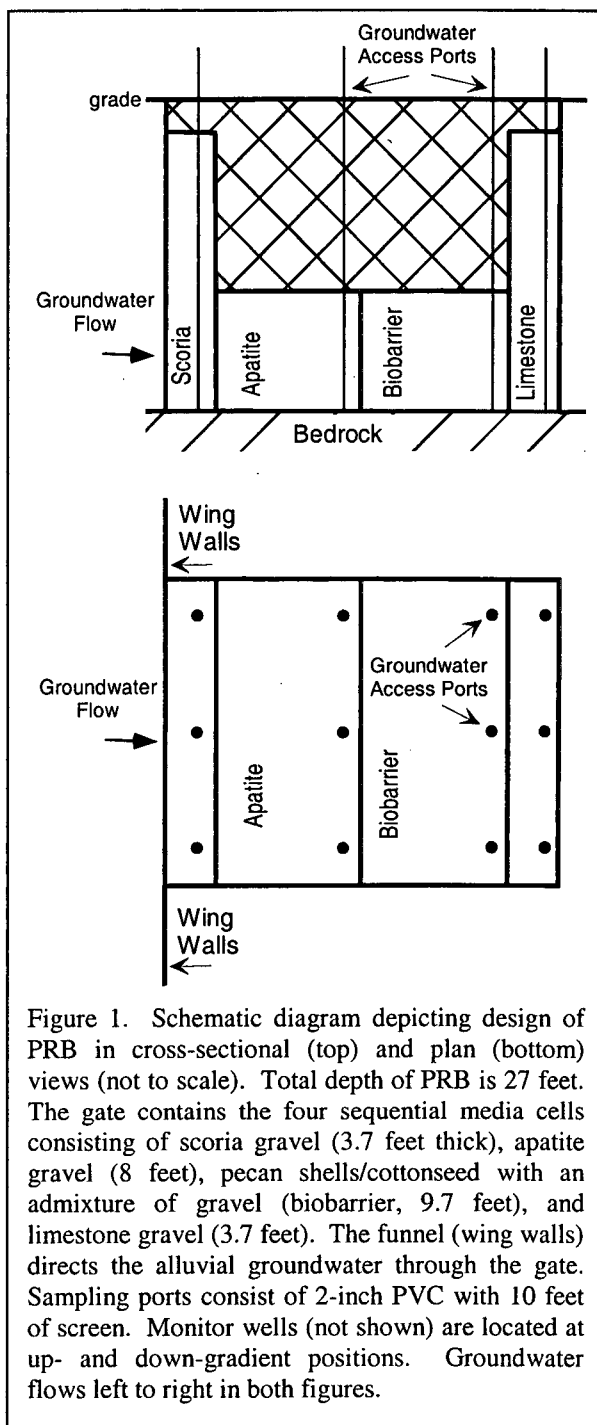 Groundwater
Access Ports
grade
Groundwater
Flow
Scoria
Apatite
Biobarrier
Limestone
Bedrock
Wing
Walls
Groundwater
Flow
Groundwater
Access Ports
Apatite
Biobarrier
Wing
Walls
Figure 1. Schematic diagram depicting design of
PRB in cross-sectional (top) and plan (bottom)
views (not to scale). Total depth of PRB is 27 feet.
The gate contains the four sequential media cells
consisting of scoria gravel (3.7 feet thick), apatite
gravel (8 feet), pecan shells/cottonseed with an
admixture of gravel (biobarrier, 9.7 feet), and
limestone gravel (3.7 feet). The funnel (wing walls)
directs the alluvial groundwater through the gate.
Sampling ports consist of 2-inch PVC with 10 feet
of screen. Monitor wells (not shown) are located at
up- and down-gradient positions. Groundwater
flows left to right in both figures.